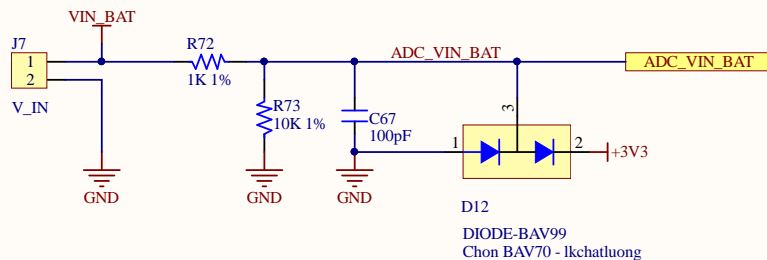 VIN_BAT
J7
1
2
V_IN
R72
1K 1%
R73
10K 1%
C67
100pF
ADC_VIN_BAT
ADC_VIN_BAT
3
1
2
+3V3
GND
GND
GND
D12
DIODE-BAV99
Chon BAV70 - lkchatluong